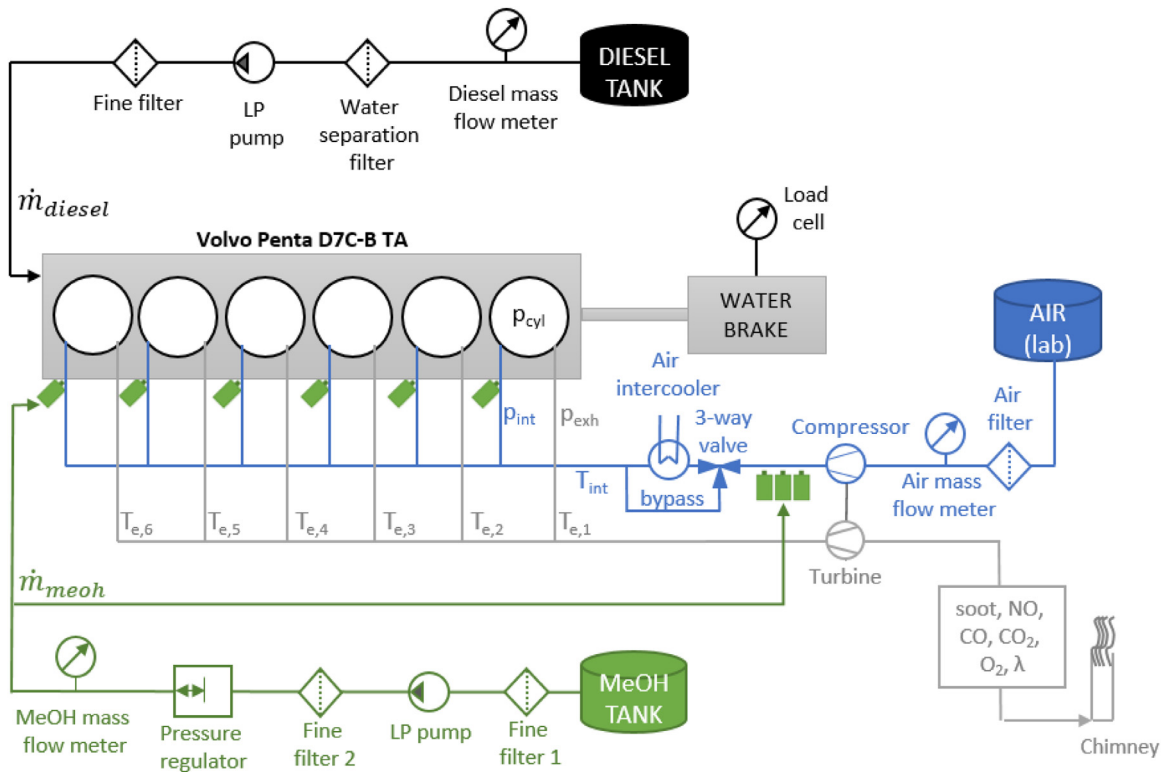 DIESEL
TANK
Diesel mass
flow meter
Water
separation
filter
LP
pump
Fine filter
ṁdiesel
Load
cell
Volvo Penta D7C-B TA
pcyl
WATER
BRAKE
AIR
(lab)
Air
intercooler
3-way
valve
Compressor
Air
filter
pint
pexh
Tint
bypass
Air mass
flow meter
Te,6
Te,5
Te,4
Te,3
Te,2
Te,1
Turbine
ṁmeoh
soot, NO,
CO, CO₂,
O₂, λ
MeOH
TANK
MeOH mass
flow meter
Pressure
regulator
Fine
filter 2
LP pump
Fine
filter 1
Chimney